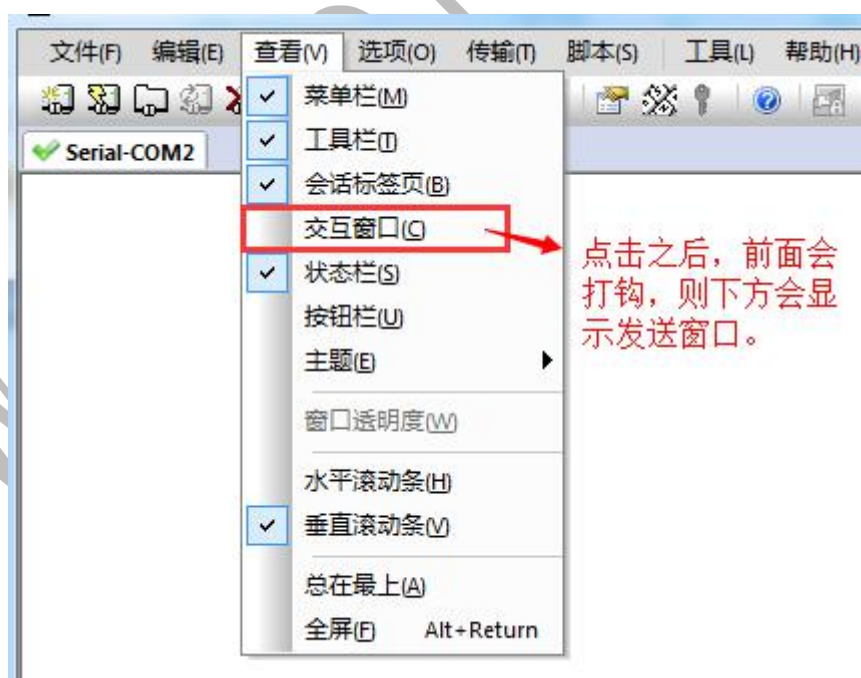 文件(F) 编辑(E) 查看(V) 选项(O) 传输(T) 脚本(S) 工具(L) 帮助(H)
Serial-COM2
菜单栏(M)
工具栏(T)
会话标签页(B)
交互窗口(C)
状态栏(S)
按钮栏(U)
主题(E)
窗口透明度(W)
水平滚动条(H)
垂直滚动条(V)
总在最上(A)
全屏(F) Alt+Return
点击之后，前面会
打钩，则下方会显
示发送窗口。